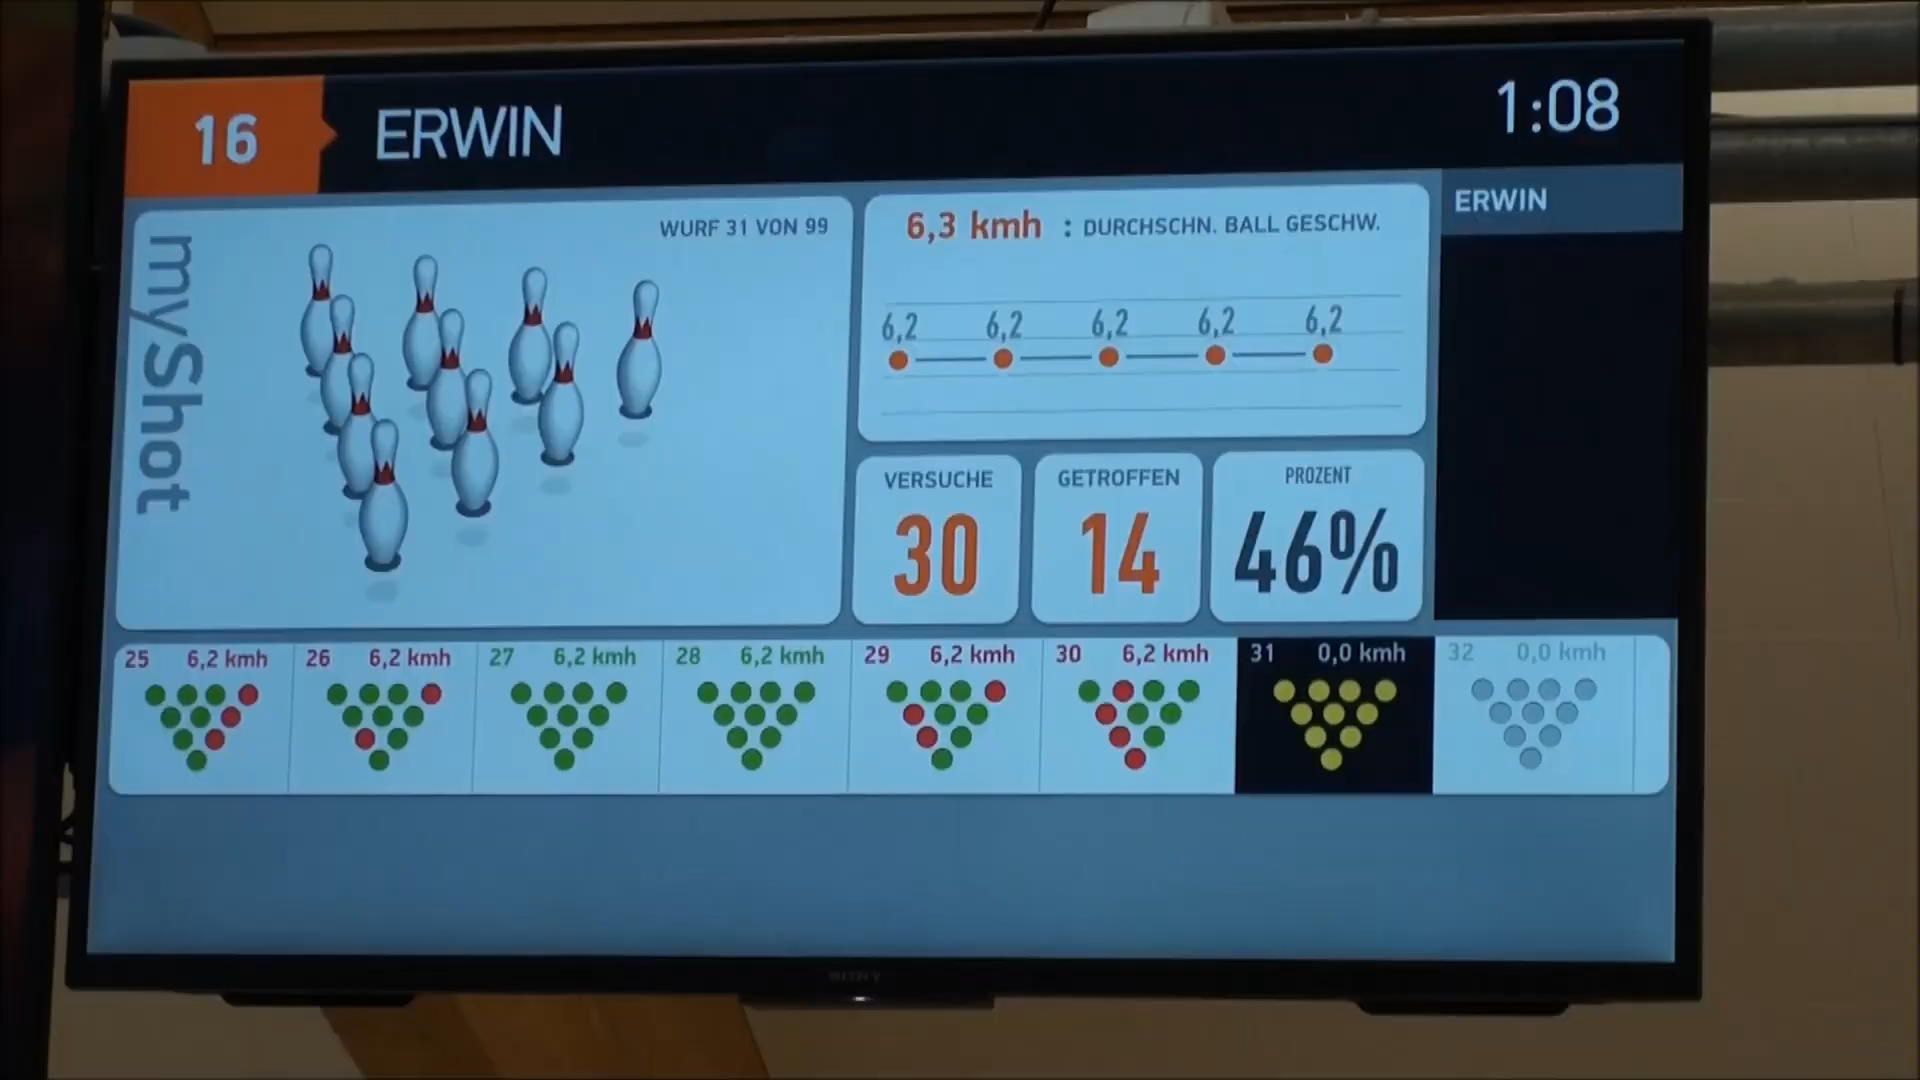 16
ERWIN
1:08
ERWIN
myShot
WURF 31 VON 99
6,3 kmh : DURCHSCHN. BALL GESCHW.
6,2 6,2 6,2 6,2 6,2
VERSUCHE
30
GETROFFEN
14
PROZENT
46%
25 6,2 kmh
26 6,2 kmh
27 6,2 kmh
28 6,2 kmh
29 6,2 kmh
30 6,2 kmh
31 0,0 kmh
32 0,0 kmh
SONY